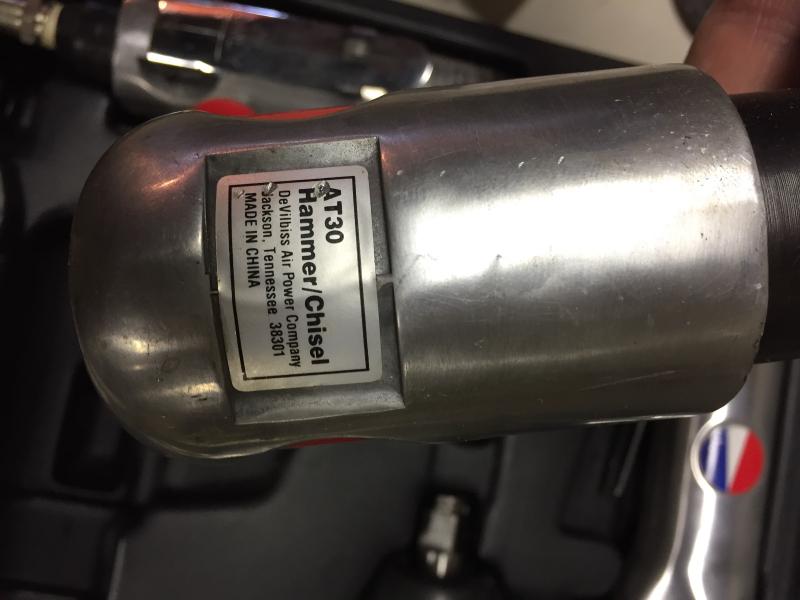 AT30
Hammer/Chisel
DeVilbiss Air Power Company
Jackson, Tennessee 38301
MADE IN CHINA